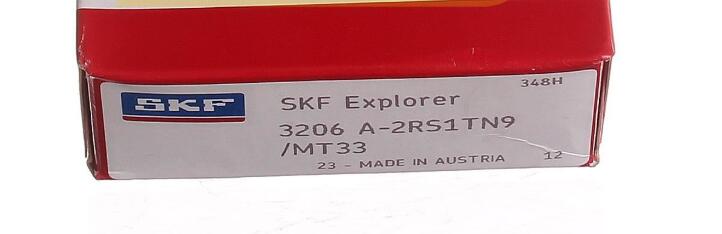 348H
SKF
SKF Explorer
3206 A-2RS1TN9
/MT33
23 - MADE IN AUSTRIA 12